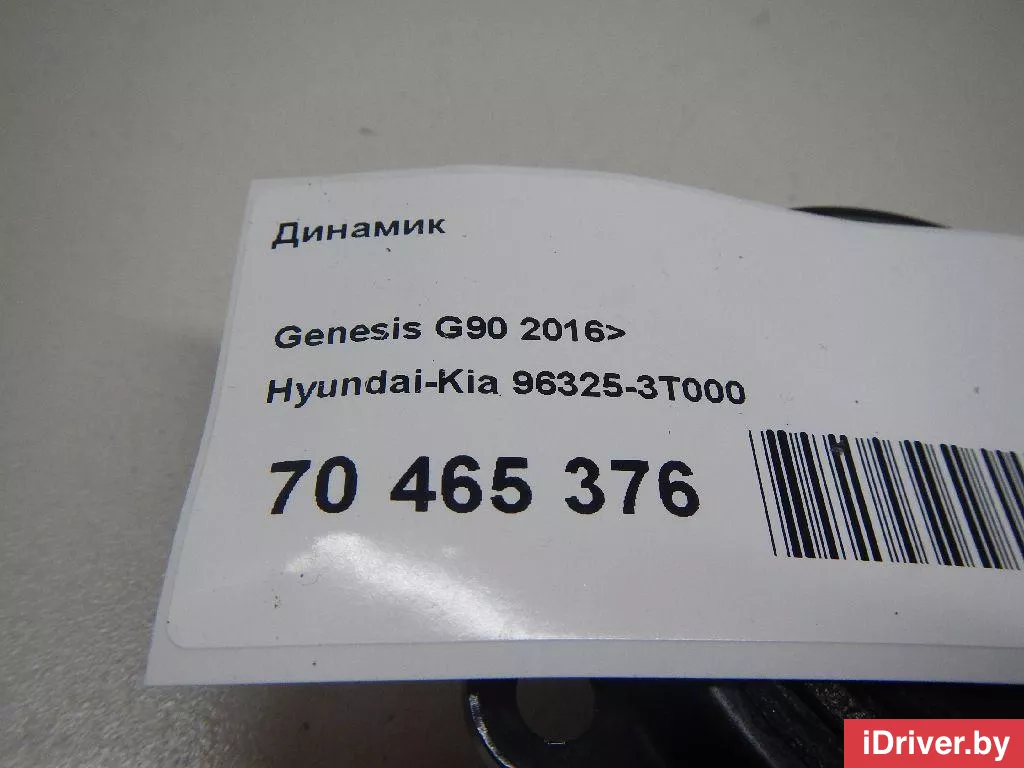 Динамик
Genesis G90 2016>
Hyundai-Kia 96325-3T000
70 465 376
iDriver.by